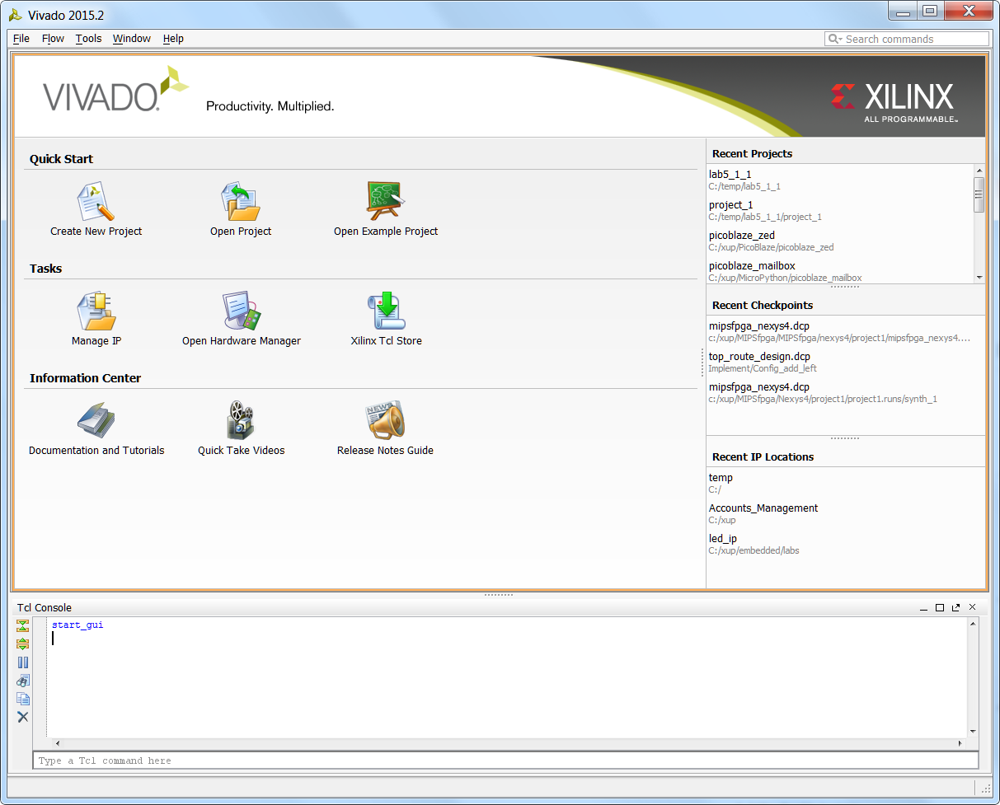 Vivado 2015.2
File Flow Tools Window Help
Search commands
VIVADO.
Productivity. Multiplied.
XILINX
ALL PROGRAMMABLE™
Quick Start
Create New Project
Open Project
Open Example Project
Tasks
Manage IP
Open Hardware Manager
Xilinx Tcl Store
Information Center
NEWS
Documentation and Tutorials
Quick Take Videos
Release Notes Guide
Recent Projects
lab5_1_1
C:/temp/lab5_1_1
project_1
C:/temp/lab5_1_1/project_1
picoblaze_zed
C:/xup/PicoBlaze/picoblaze_zed
picoblaze_mailbox
C:/xup/MicroPython/picoblaze_mailbox
Recent Checkpoints
mipsfpga_nexys4.dcp
c:/xup/MIPSfpga/MIPSfpga/nexys4/project1/mipsfpga_nexys4....
top_route_design.dcp
Implement/Config_add_left
mipsfpga_nexys4.dcp
c:/xup/MIPSfpga/Nexys4/project1/project1.runs/synth_1
Recent IP Locations
temp
C:/
Accounts_Management
C:/xup
led_ip
C:/xup/embedded/labs
Tcl Console
start_gui
Type a Tcl command here